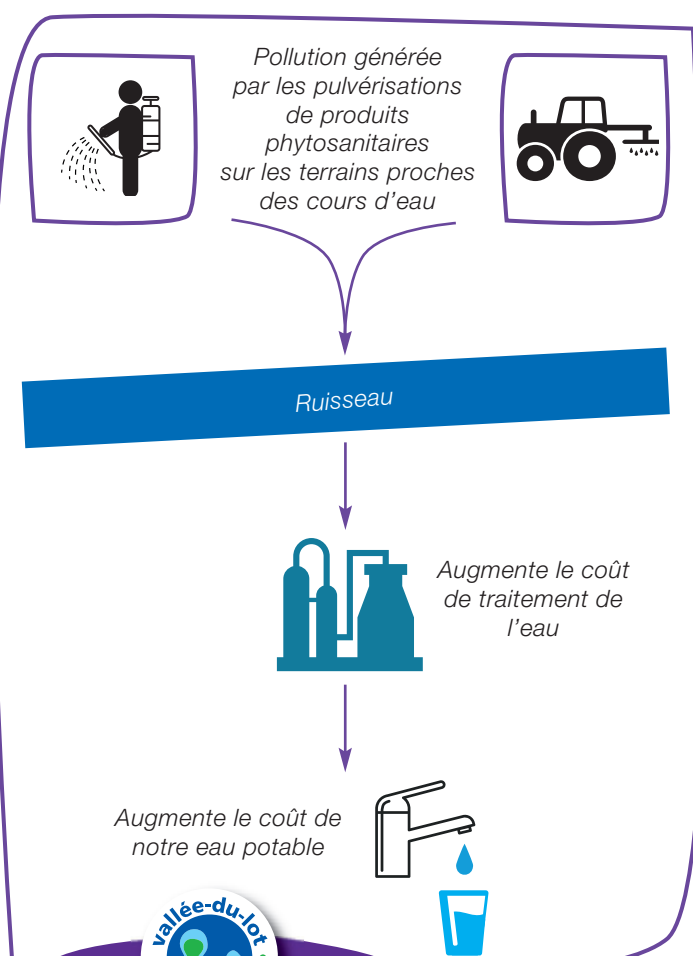 Pollution générée
par les pulvérisations
de produits
phytosanitaires
sur les terrains proches
des cours d’eau
Ruisseau
Augmente le coût
de traitement de
l’eau
Augmente le coût de
notre eau potable
vallée-du-lot